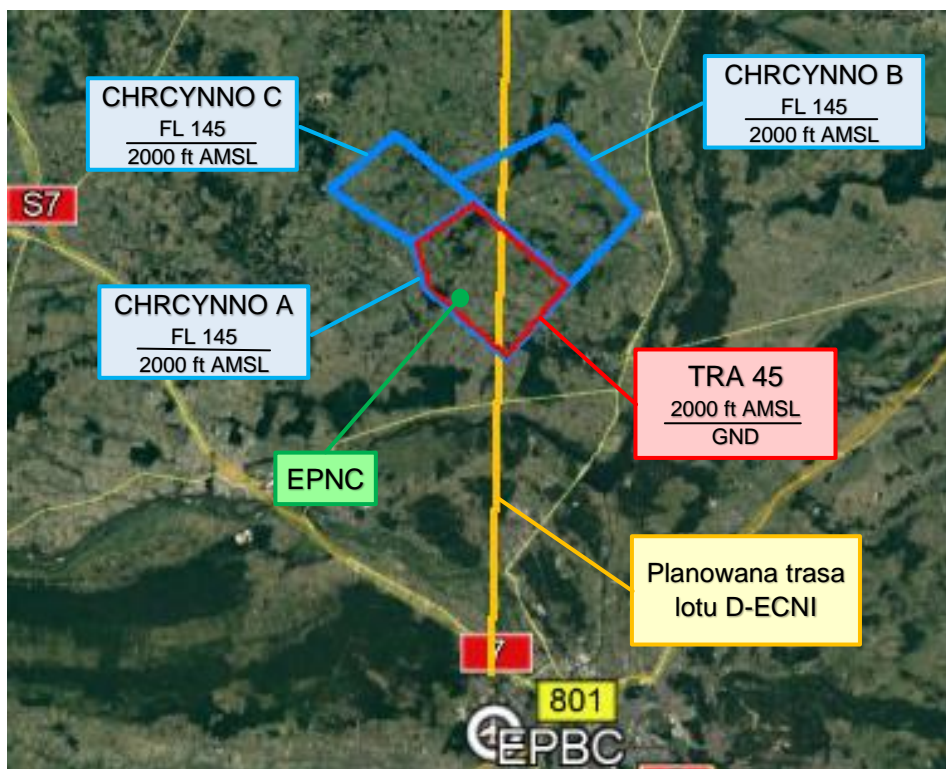 CHRCYNNO C
FL 145
2000 ft AMSL
CHRCYNNO B
FL 145
2000 ft AMSL
S7
CHRCYNNO A
FL 145
2000 ft AMSL
TRA 45
2000 ft AMSL
GND
EPNC
Planowana trasa
lotu D-ECNI
7
801
EPBC